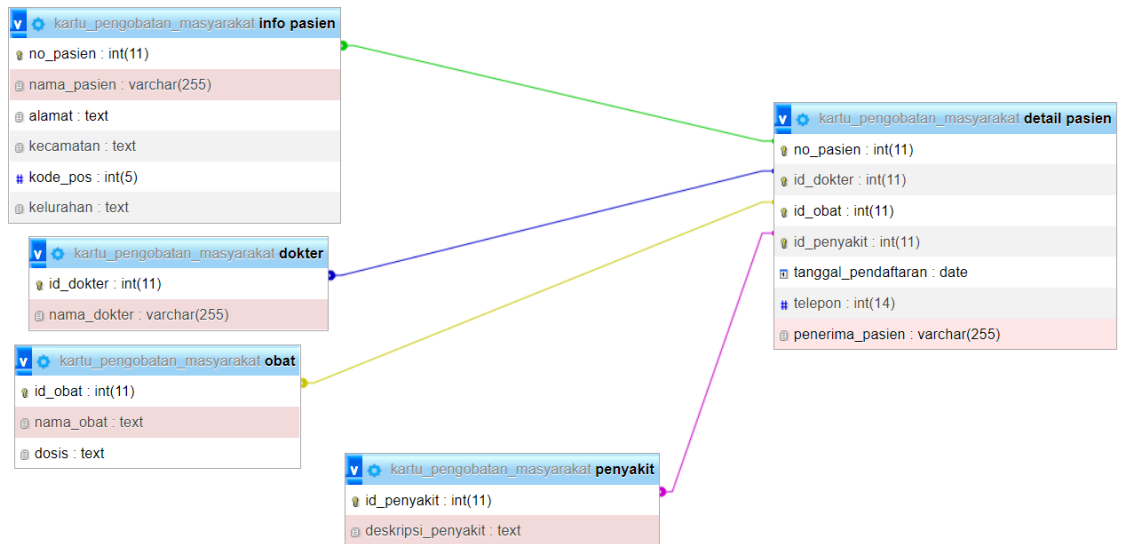 kartu_pengobatan_masyarakat info pasien
no_pasien : int(11)
nama_pasien : varchar(255)
alamat : text
kecamatan : text
# kode_pos : int(5)
kelurahan : text
kartu_pengobatan_masyarakat dokter
id_dokter : int(11)
nama_dokter : varchar(255)
kartu_pengobatan_masyarakat obat
id_obat : int(11)
nama_obat : text
dosis : text
kartu_pengobatan_masyarakat penyakit
id_penyakit : int(11)
deskripsi_penyakit : text
kartu_pengobatan_masyarakat detail pasien
no_pasien : int(11)
id_dokter : int(11)
id_obat : int(11)
id_penyakit : int(11)
tanggal_pendaftaran : date
# telepon : int(14)
penerima_pasien : varchar(255)